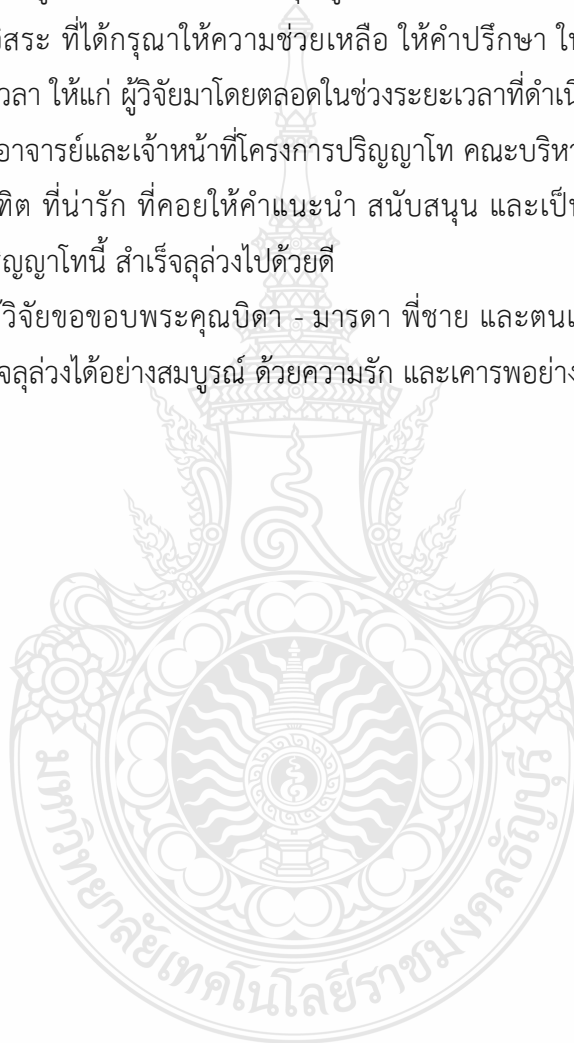 อิสระ ที่ได้กรุณาให้ความช่วยเหลือ ให้คำปรึกษา
วลา ให้แก่ ผู้วิจัยมาโดยตลอดในช่วงระยะเวลาที่ดำเนิ
อาจารย์และเจ้าหน้าที่โครงการปริญญาโท คณะบริหา
ทิต ที่น่ารัก ที่คอยให้คำแนะนำ สนับสนุน และเป็
ญญาโทนี้ สำเร็จลุล่วงไปด้วยดี
วิจัยขอขอบพระคุณบิดา - มารดา พี่ชาย และตนเ
จลุล่วงได้อย่างสมบูรณ์ ด้วยความรัก และเคารพอย่าง
มหาวิทยาลัยเทคโนโลยีราชมงคลธัญบุรี